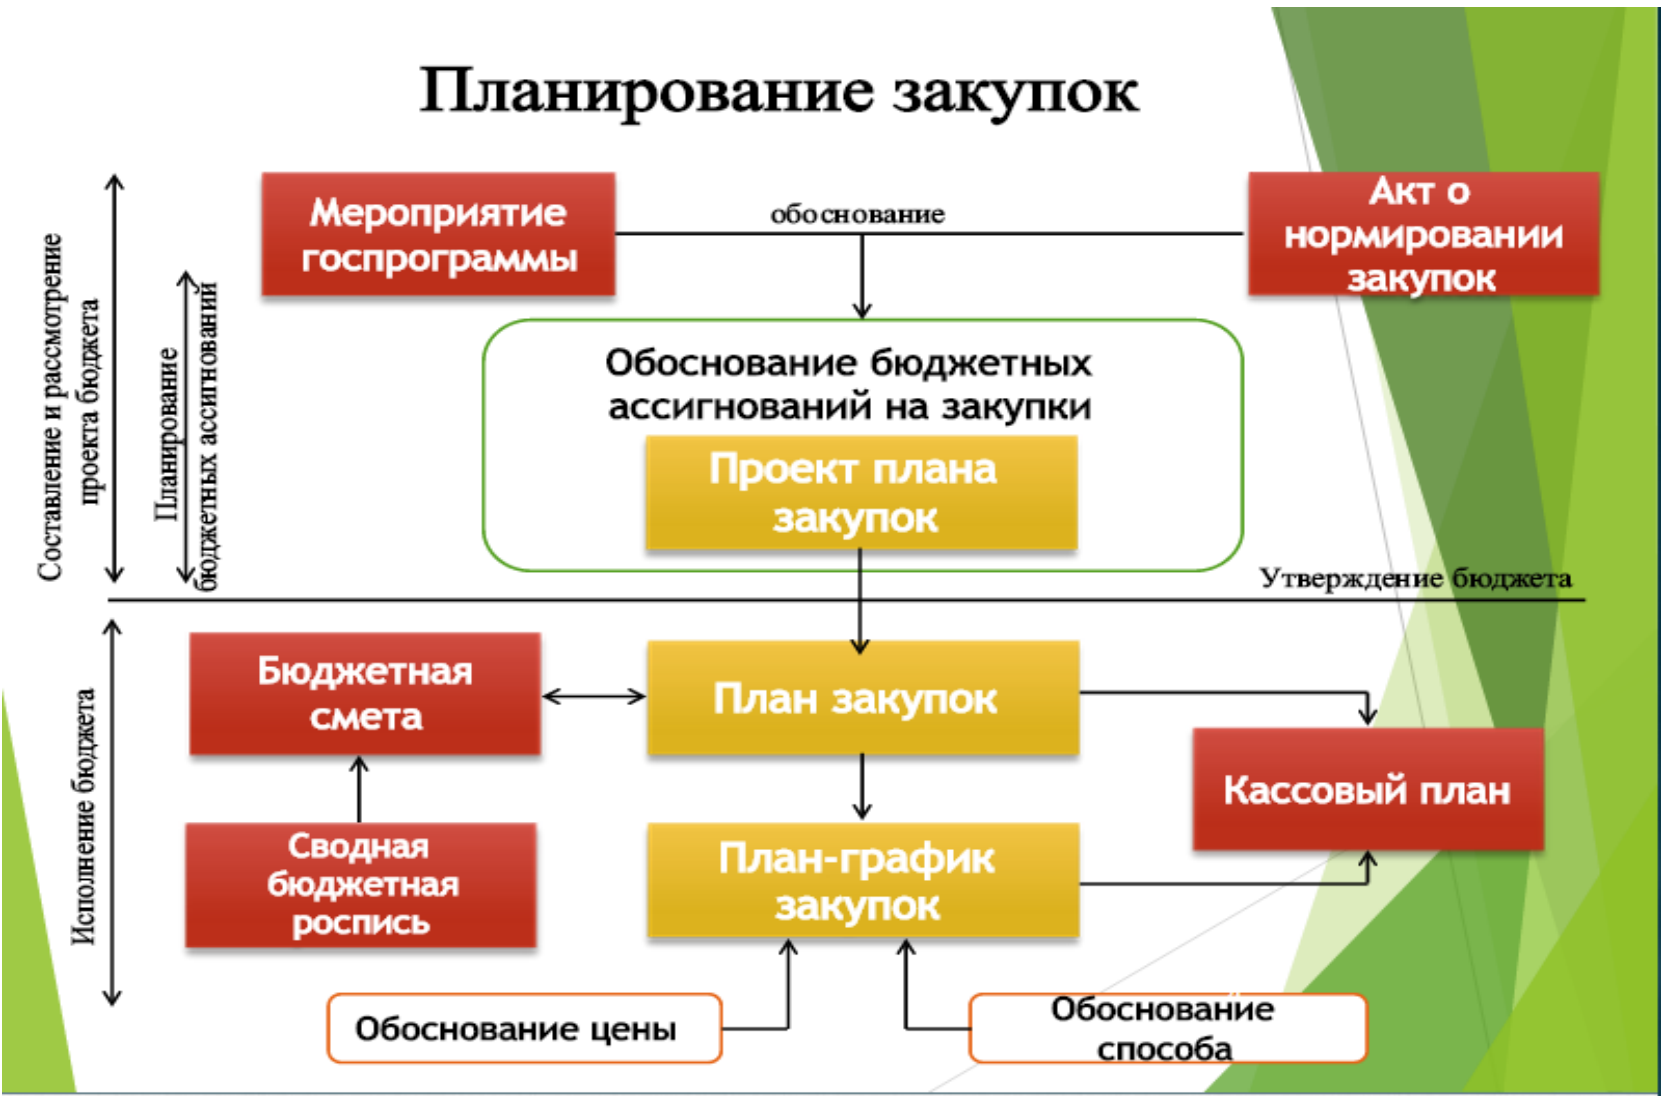 Планирование закупок
Мероприятие
госпрограммы
обоснование
Акт о
нормировании
закупок
Составление и рассмотрение
проекта бюджета
Планирование
бюджетных ассигнований
Обоснование бюджетных
ассигнований на закупки
Проект плана
закупок
Утверждение бюджета
Исполнение бюджета
Бюджетная
смета
План закупок
Кассовый план
Сводная
бюджетная
роспись
План-график
закупок
Обоснование цены
Обоснование
способа